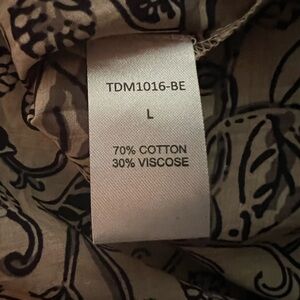 TDM1016-BE
L
70% COTTON
30% VISCOSE